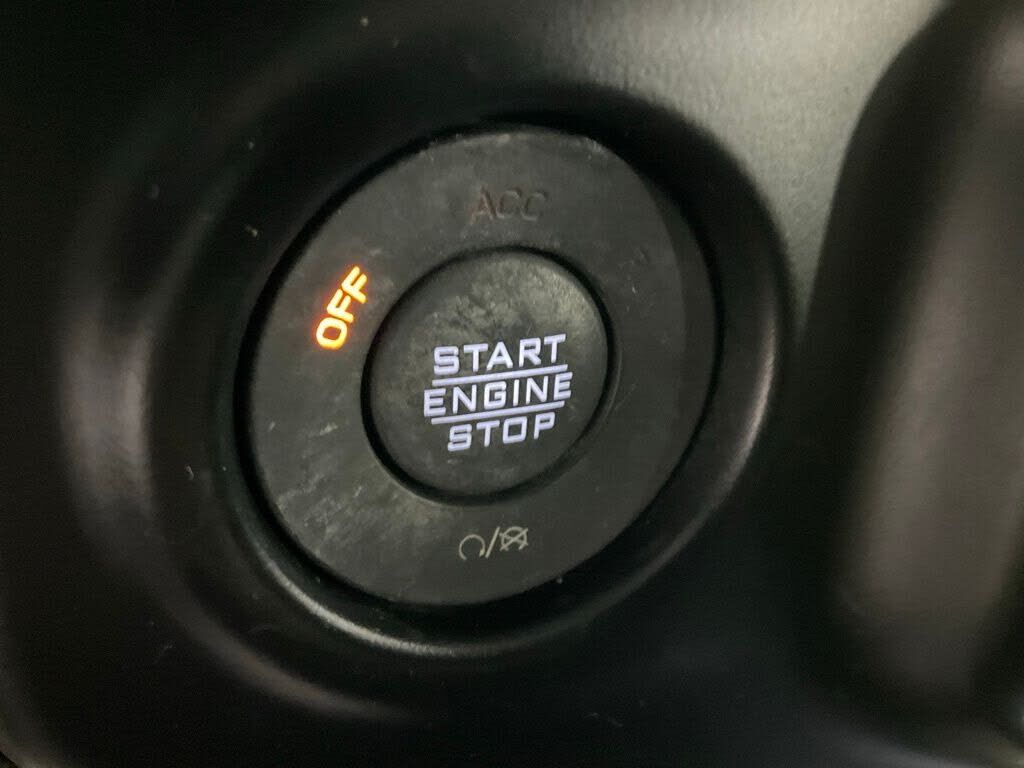 ACC
OFF
START
ENGINE
STOP